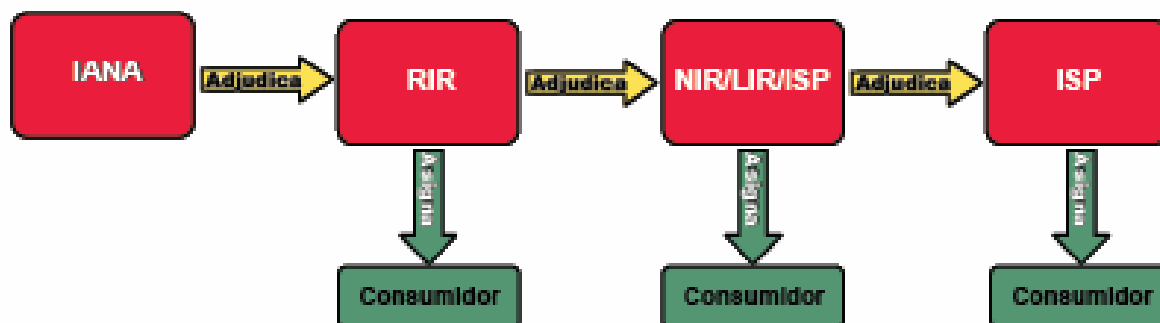 IANA
Adjudica
RIR
Adjudica
NIR/LIR/ISP
Adjudica
ISP
Asigna
Asigna
Asigna
Consumidor
Consumidor
Consumidor